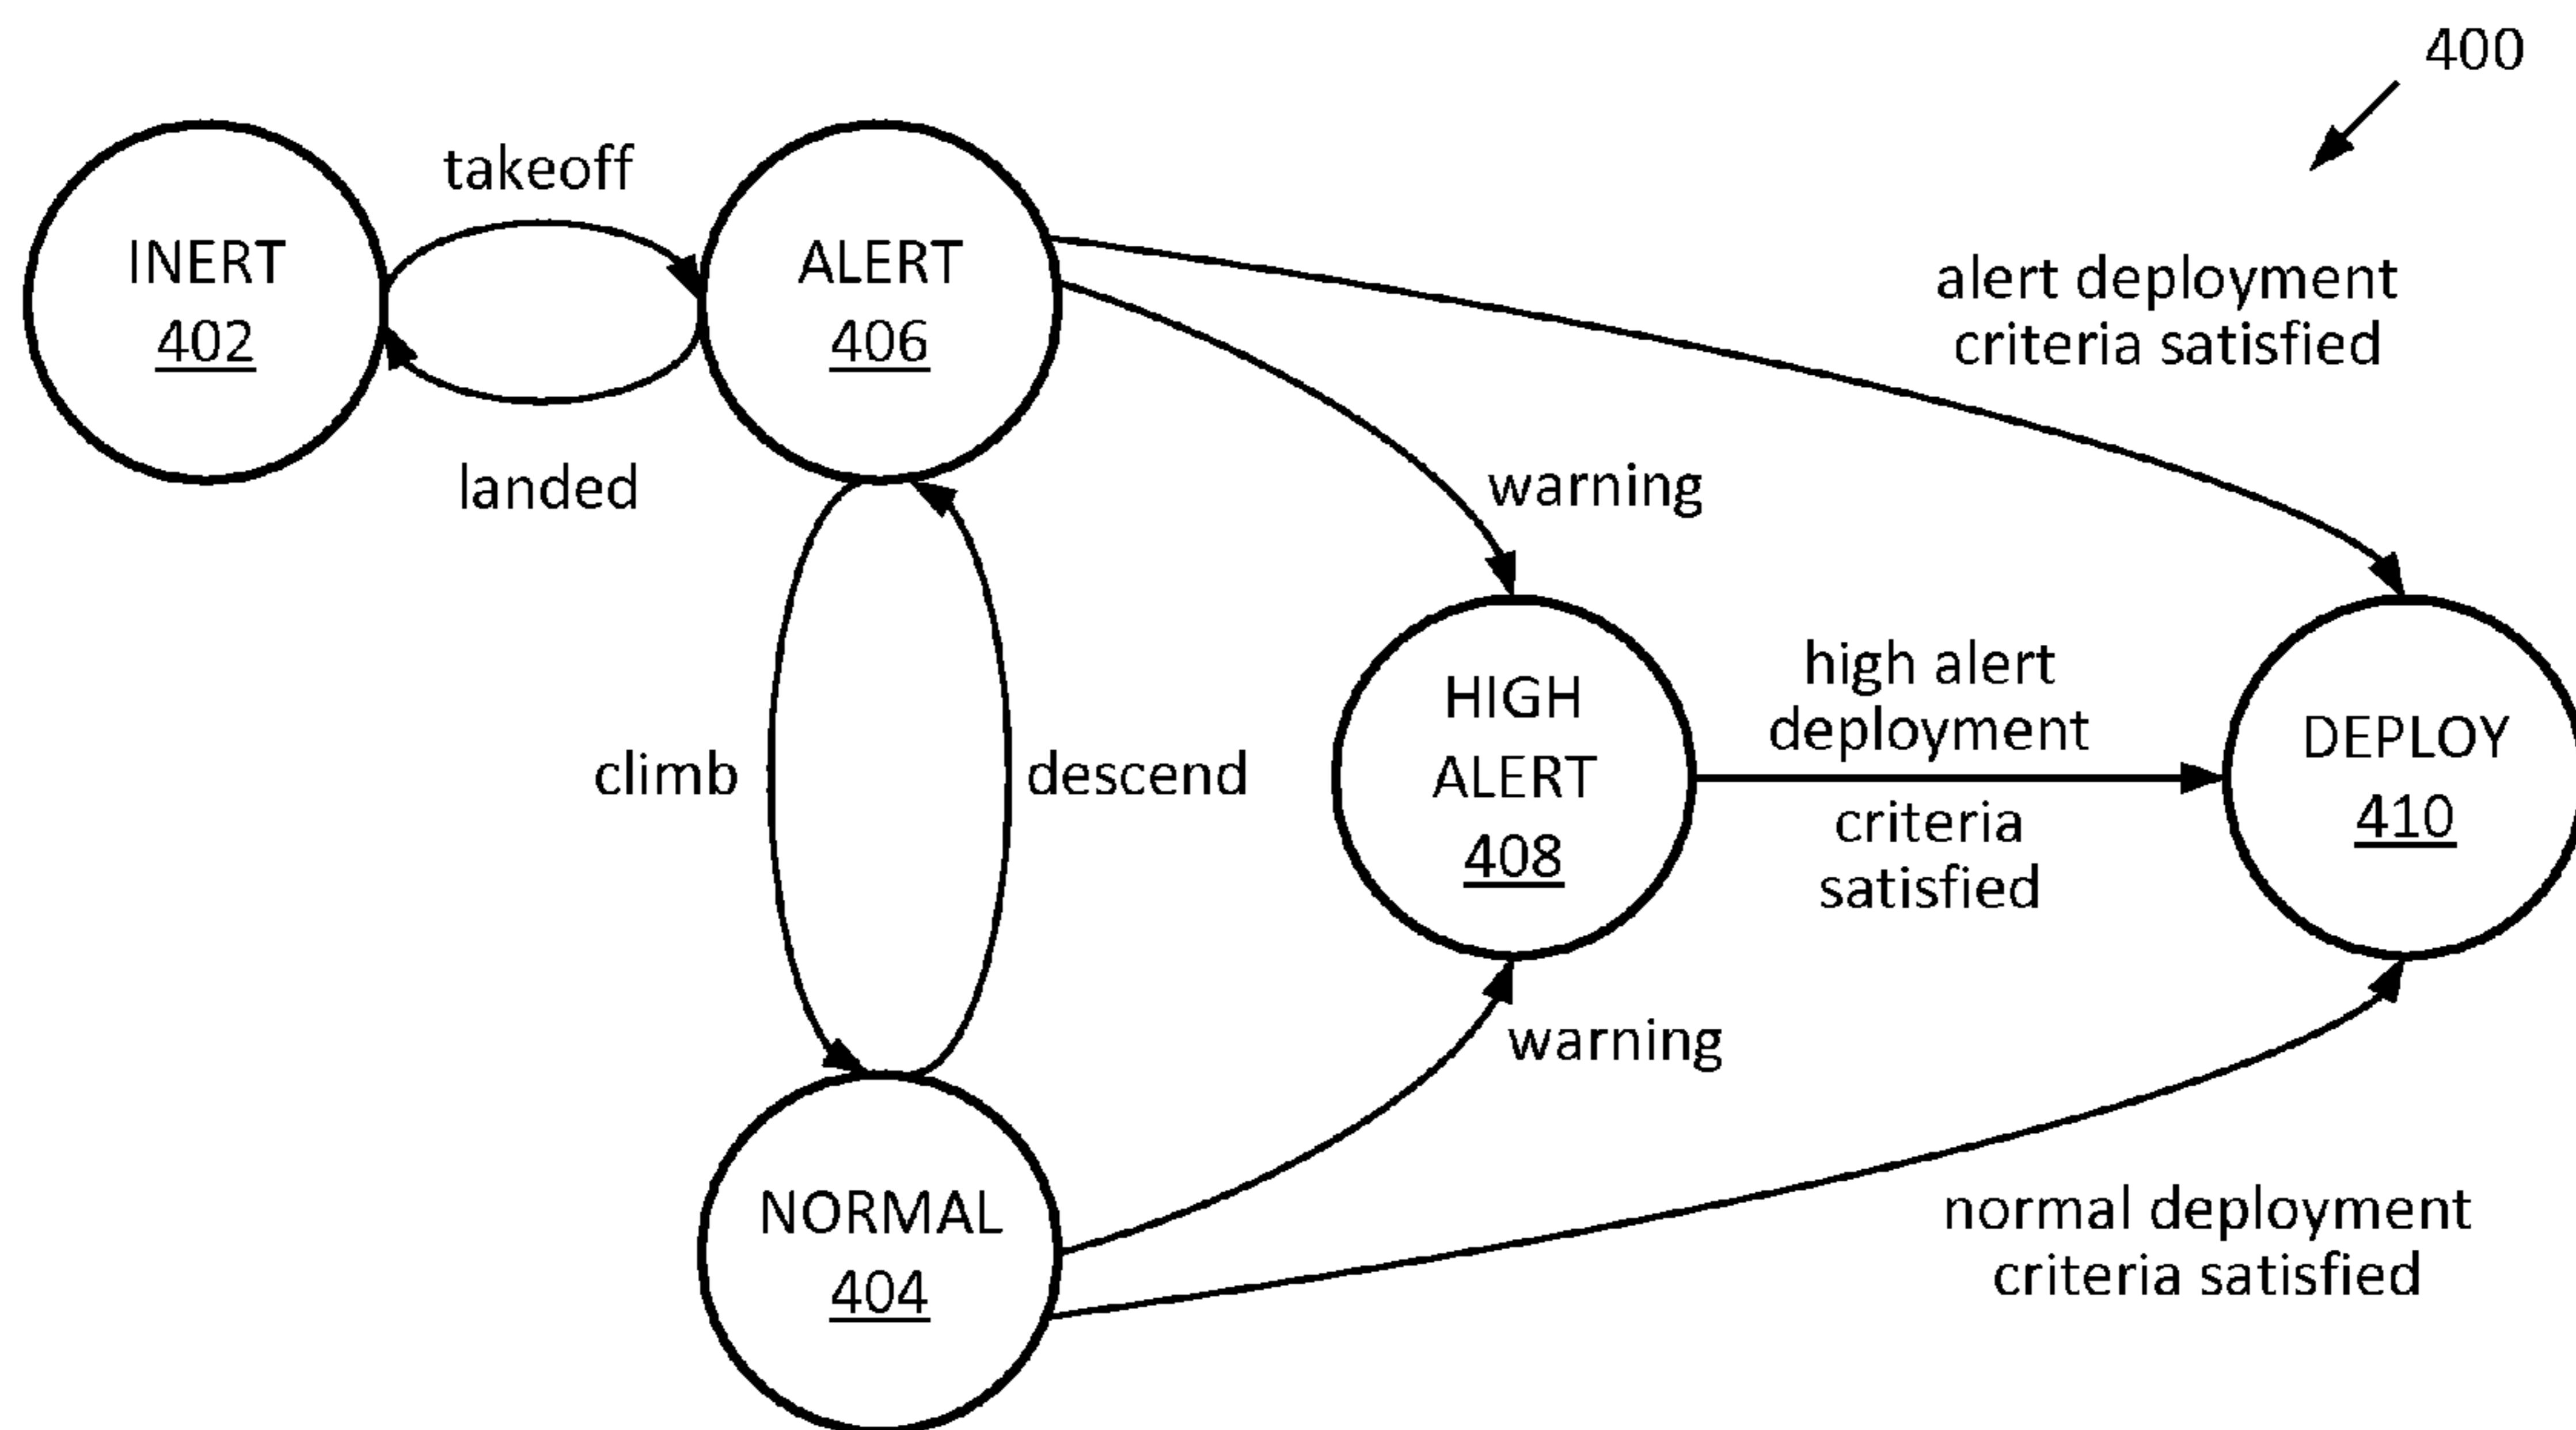 400
takeoff
INERT
402
ALERT
406
landed
alert deployment
criteria satisfied
warning
climb
descend
HIGH
ALERT
408
high alert
deployment
criteria
satisfied
DEPLOY
410
warning
NORMAL
404
normal deployment
criteria satisfied